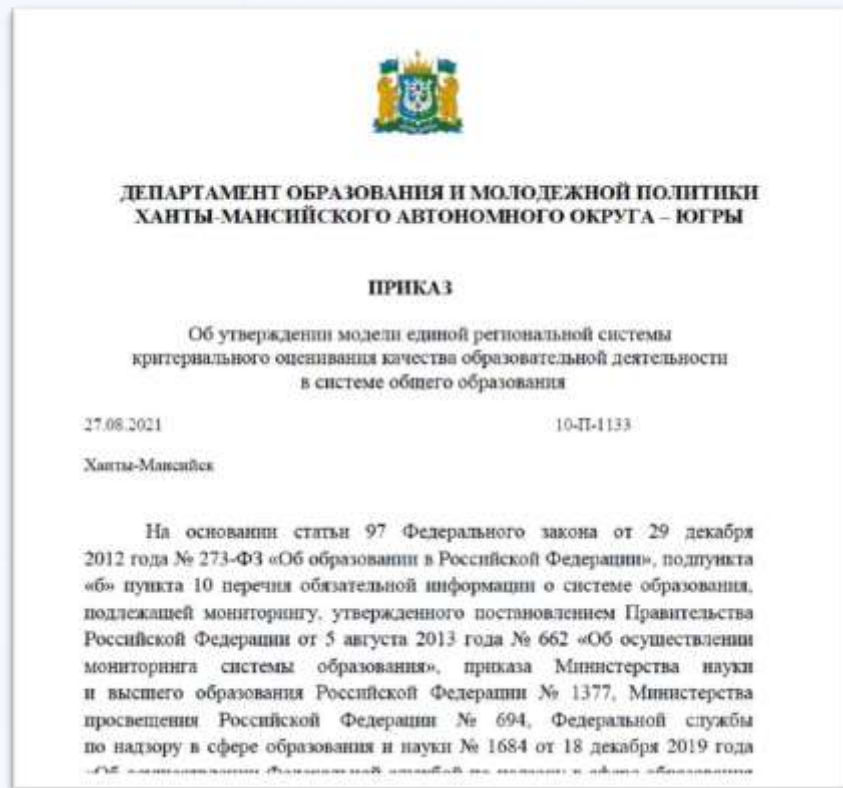 ДЕПАРТАМЕНТ ОБРАЗОВАНИЯ И МОЛОДЕЖНОЙ ПОЛИТИКИ
ХАНТЫ-МАНСИЙСКОГО АВТОНОМНОГО ОКРУГА – ЮГРЫ
ПРИКАЗ
Об утверждении модели единой региональной системы
критериального оценивания качества образовательной деятельности
в системе общего образования
27.08.2021 10-П-1133
Ханты-Мансийск
На основании статьи 97 Федерального закона от 29 декабря
2012 года № 273-ФЗ «Об образовании в Российской Федерации», подпункта
«б» пункта 10 перечня обязательной информации о системе образования,
подлежащей мониторингу, утвержденного постановлением Правительства
Российской Федерации от 5 августа 2013 года № 662 «Об осуществлении
мониторинга системы образования», приказа Министерства науки
и высшего образования Российской Федерации № 1377, Министерства
просвещения Российской Федерации № 694, Федеральной службы
по надзору в сфере образования и науки № 1684 от 18 декабря 2019 года